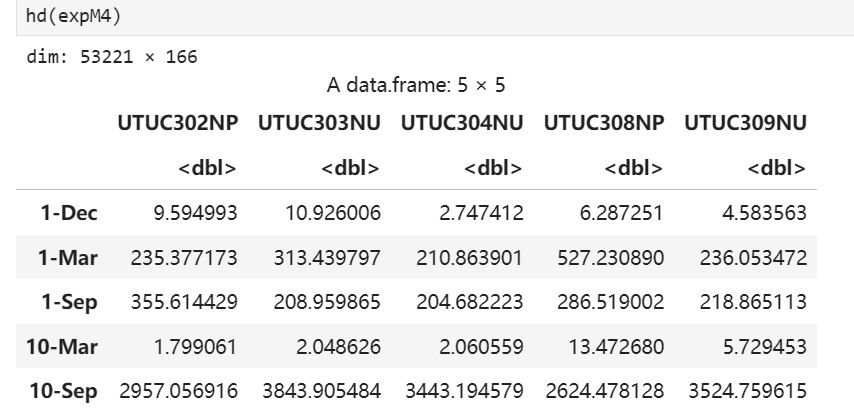 hd(expM4)
dim: 53221 × 166
A data.frame: 5 × 5
UTUC302NP UTUC303NU UTUC304NU UTUC308NP UTUC309NU
<dbl> <dbl> <dbl> <dbl> <dbl>
1-Dec 9.594993 10.926006 2.747412 6.287251 4.583563
1-Mar 235.377173 313.439797 210.863901 527.230890 236.053472
1-Sep 355.614429 208.959865 204.682223 286.519002 218.865113
10-Mar 1.799061 2.048626 2.060559 13.472680 5.729453
10-Sep 2957.056916 3843.905484 3443.194579 2624.478128 3524.759615